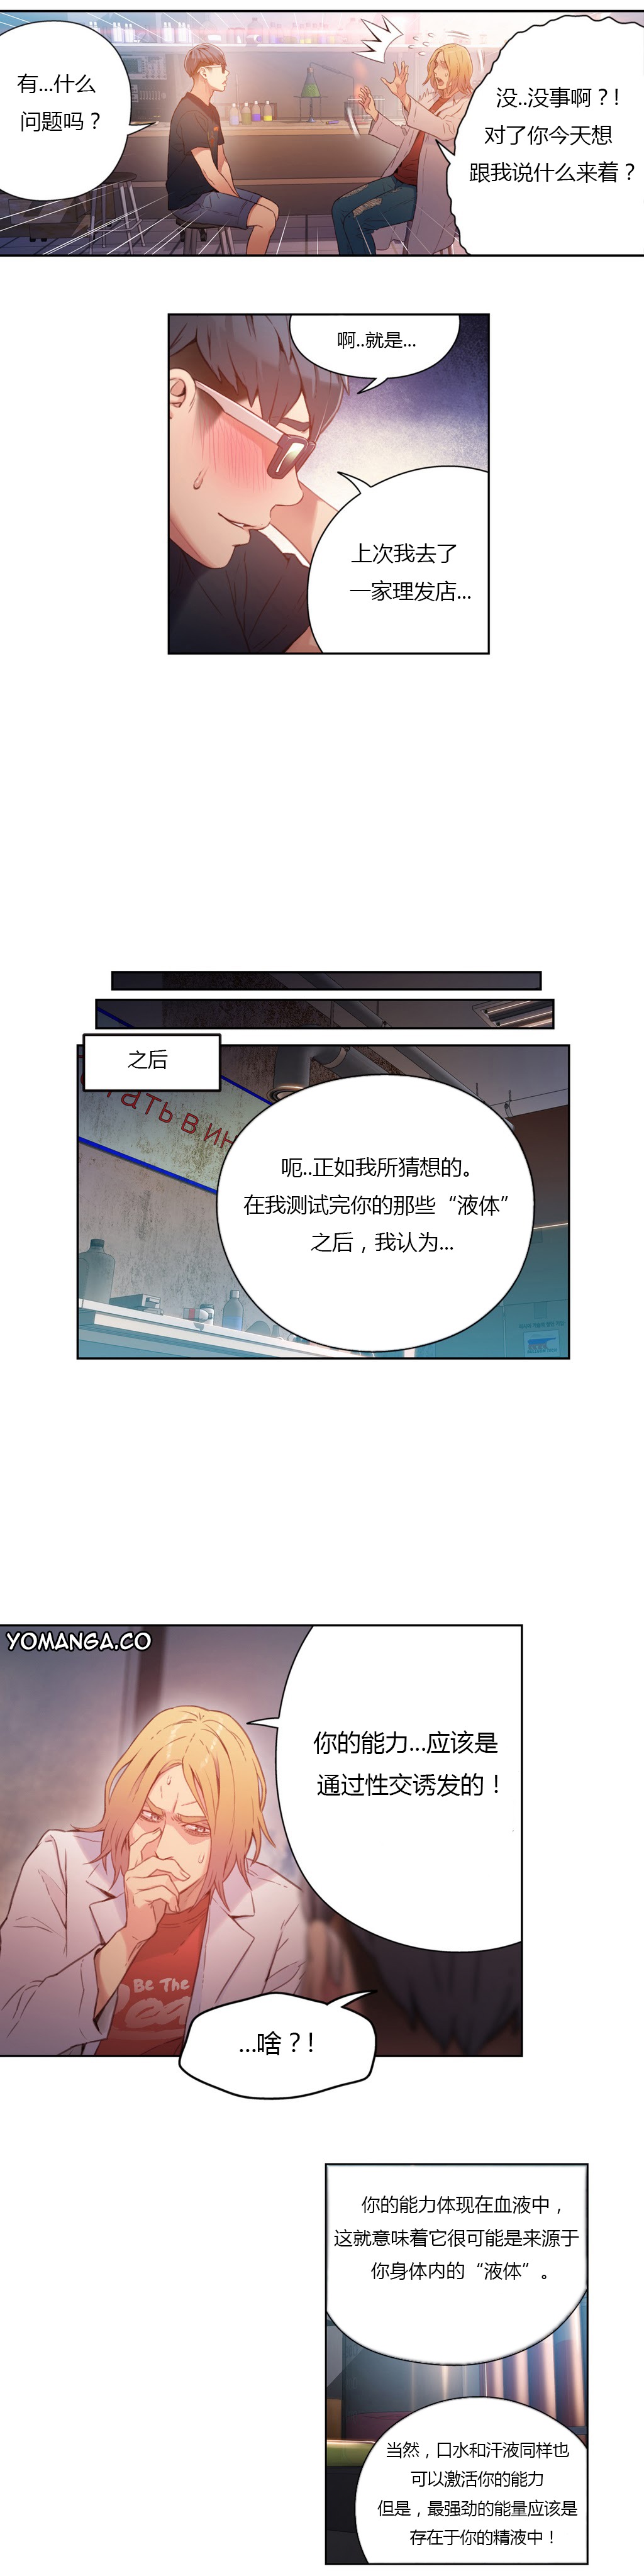 有...什么
问题吗？
没..没事啊？!
对了你今天想
跟我说什么来着？
啊..就是...
上次我去了
一家理发店...
之后
呃..正如我所猜想的。
在我测试完你的那些“液体”
之后，我认为...
YOMANGA.CO
你的能力...应该是
通过性交诱发的！
Be The
...啥？!
你的能力体现在血液中，
这就意味着它很可能是来源于
你身体内的“液体”。
当然，口水和汗液同样也
可以激活你的能力
但是，最强劲的能量应该是
存在于你的精液中！